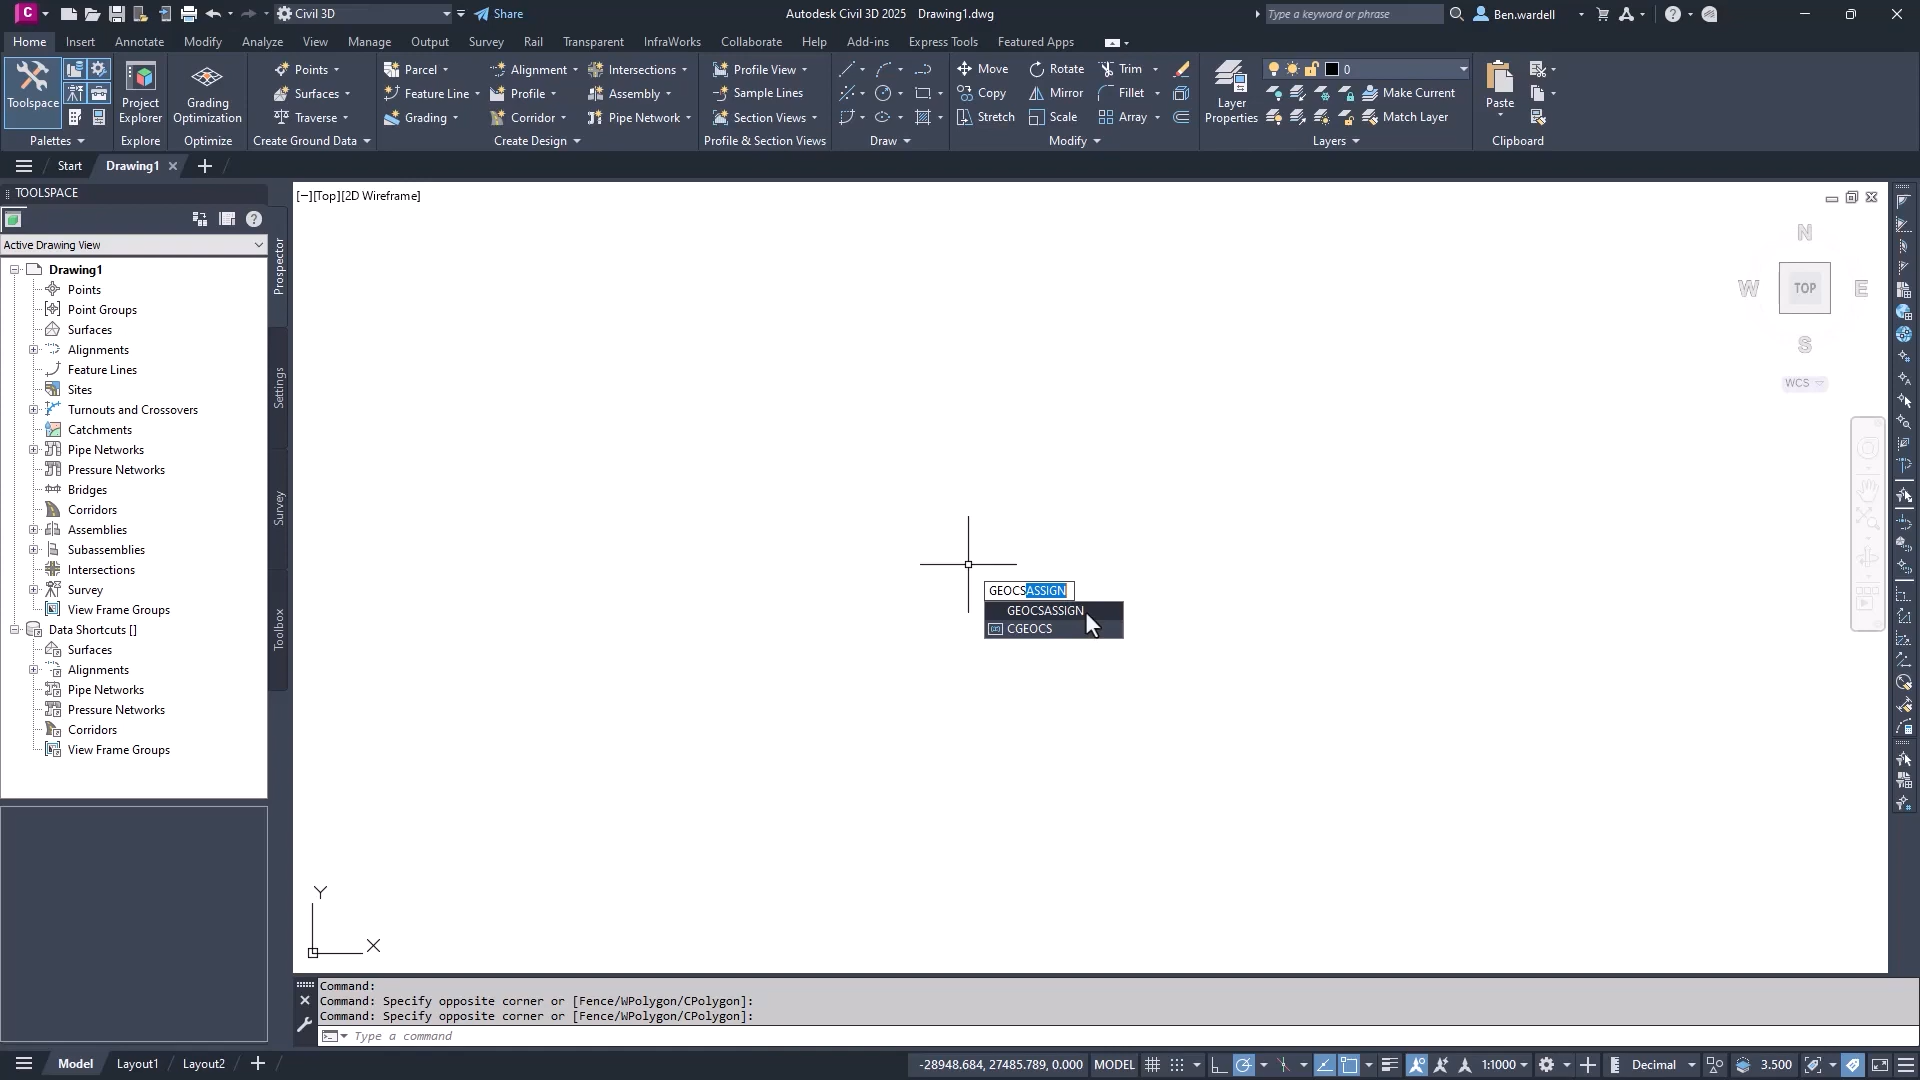 C
Civil 3D
Share
Autodesk Civil 3D 2025 Drawing1.dwg
Type a keyword or phrase
Ben.wardell
Home Insert Annotate Modify Analyze View Manage Output Survey Rail Transparent InfraWorks Collaborate Help Add-ins Express Tools Featured Apps
Toolspace
Palettes
Project Explorer
Explore
Grading Optimization
Optimize
Points
Surfaces
Traverse
Create Ground Data
Parcel Alignment Intersections
Feature Line Profile Assembly
Grading Corridor Pipe Network
Create Design
Profile View
Sample Lines
Section Views
Profile & Section Views
Draw
Move Rotate Trim
Copy Mirror Fillet
Stretch Scale Array
Modify
Layer Properties
0
Make Current
Match Layer
Layers
Paste
Clipboard
Start Drawing1
TOOLSPACE
Active Drawing View
Drawing1
Points
Point Groups
Surfaces
Alignments
Feature Lines
Sites
Turnouts and Crossovers
Catchments
Pipe Networks
Pressure Networks
Bridges
Corridors
Assemblies
Subassemblies
Intersections
Survey
View Frame Groups
Data Shortcuts []
Surfaces
Alignments
Pipe Networks
Pressure Networks
Corridors
View Frame Groups
Prospector
Settings
Survey
Toolbox
[−][Top][2D Wireframe]
N
W TOP E
S
WCS
GEOCSASSIGN
GEOCSASSIGN
CGEOCS
Y
X
Command:
Command: Specify opposite corner or [Fence/WPolygon/CPolygon]:
Command: Specify opposite corner or [Fence/WPolygon/CPolygon]:
Type a command
Model Layout1 Layout2
-28948.684, 27485.789, 0.000 MODEL 1:1000 Decimal 3.500